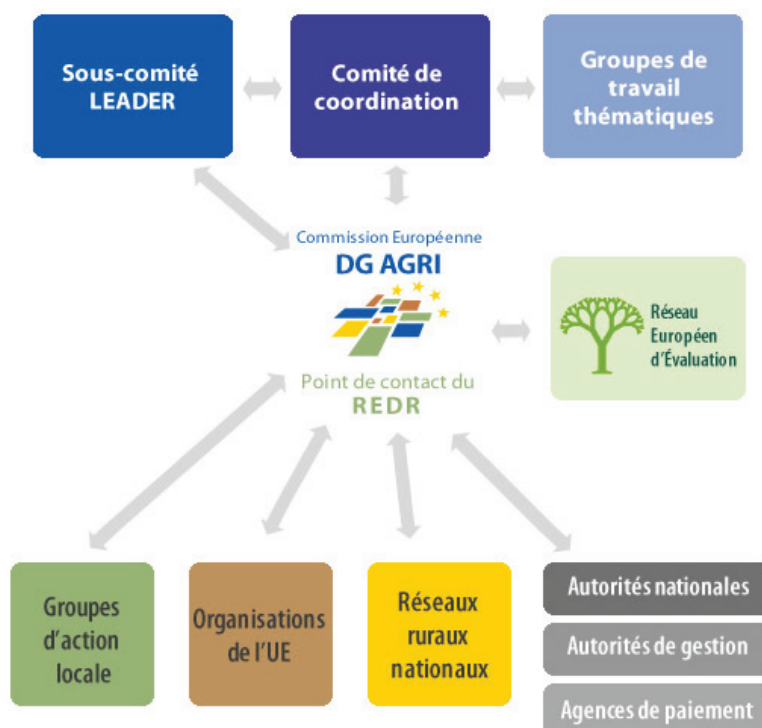 Sous-comité
LEADER
Comité de
coordination
Groupes de
travail
thématiques
Commission Européenne
DG AGRI
Point de contact du
REDR
Réseau
Européen
d'Évaluation
Groupes
d'action
locale
Organisations
de l'UE
Réseaux
ruraux
nationaux
Autorités nationales
Autorités de gestion
Agences de paiement